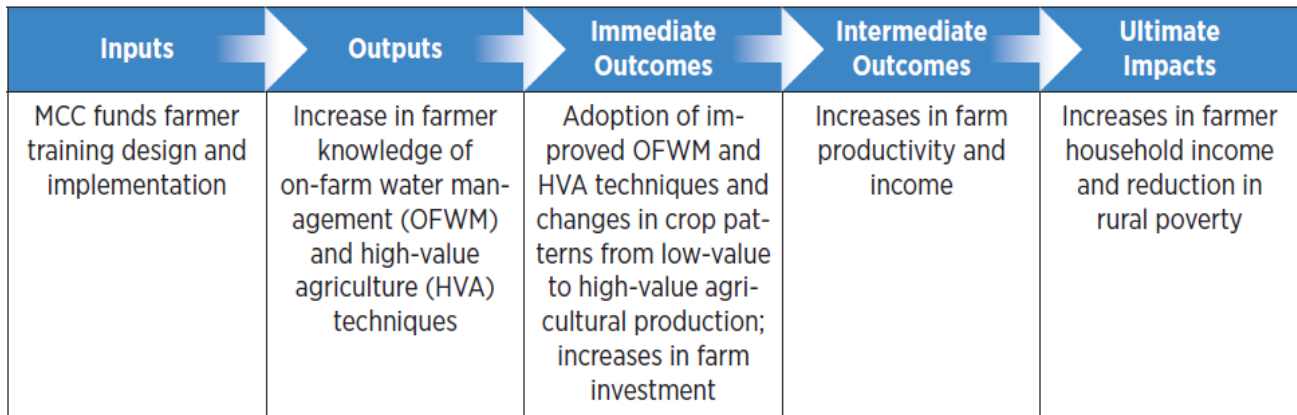 Inputs
Outputs
Immediate
Outcomes
Intermediate
Outcomes
Ultimate
Impacts
MCC funds farmer
training design and
implementation
Increase in farmer
knowledge of
on-farm water man-
agement (OFWM)
and high-value
agriculture (HVA)
techniques
Adoption of im-
proved OFWM and
HVA techniques and
changes in crop pat-
terns from low-value
to high-value agri-
cultural production;
increases in farm
investment
Increases in farm
productivity and
income
Increases in farmer
household income
and reduction in
rural poverty